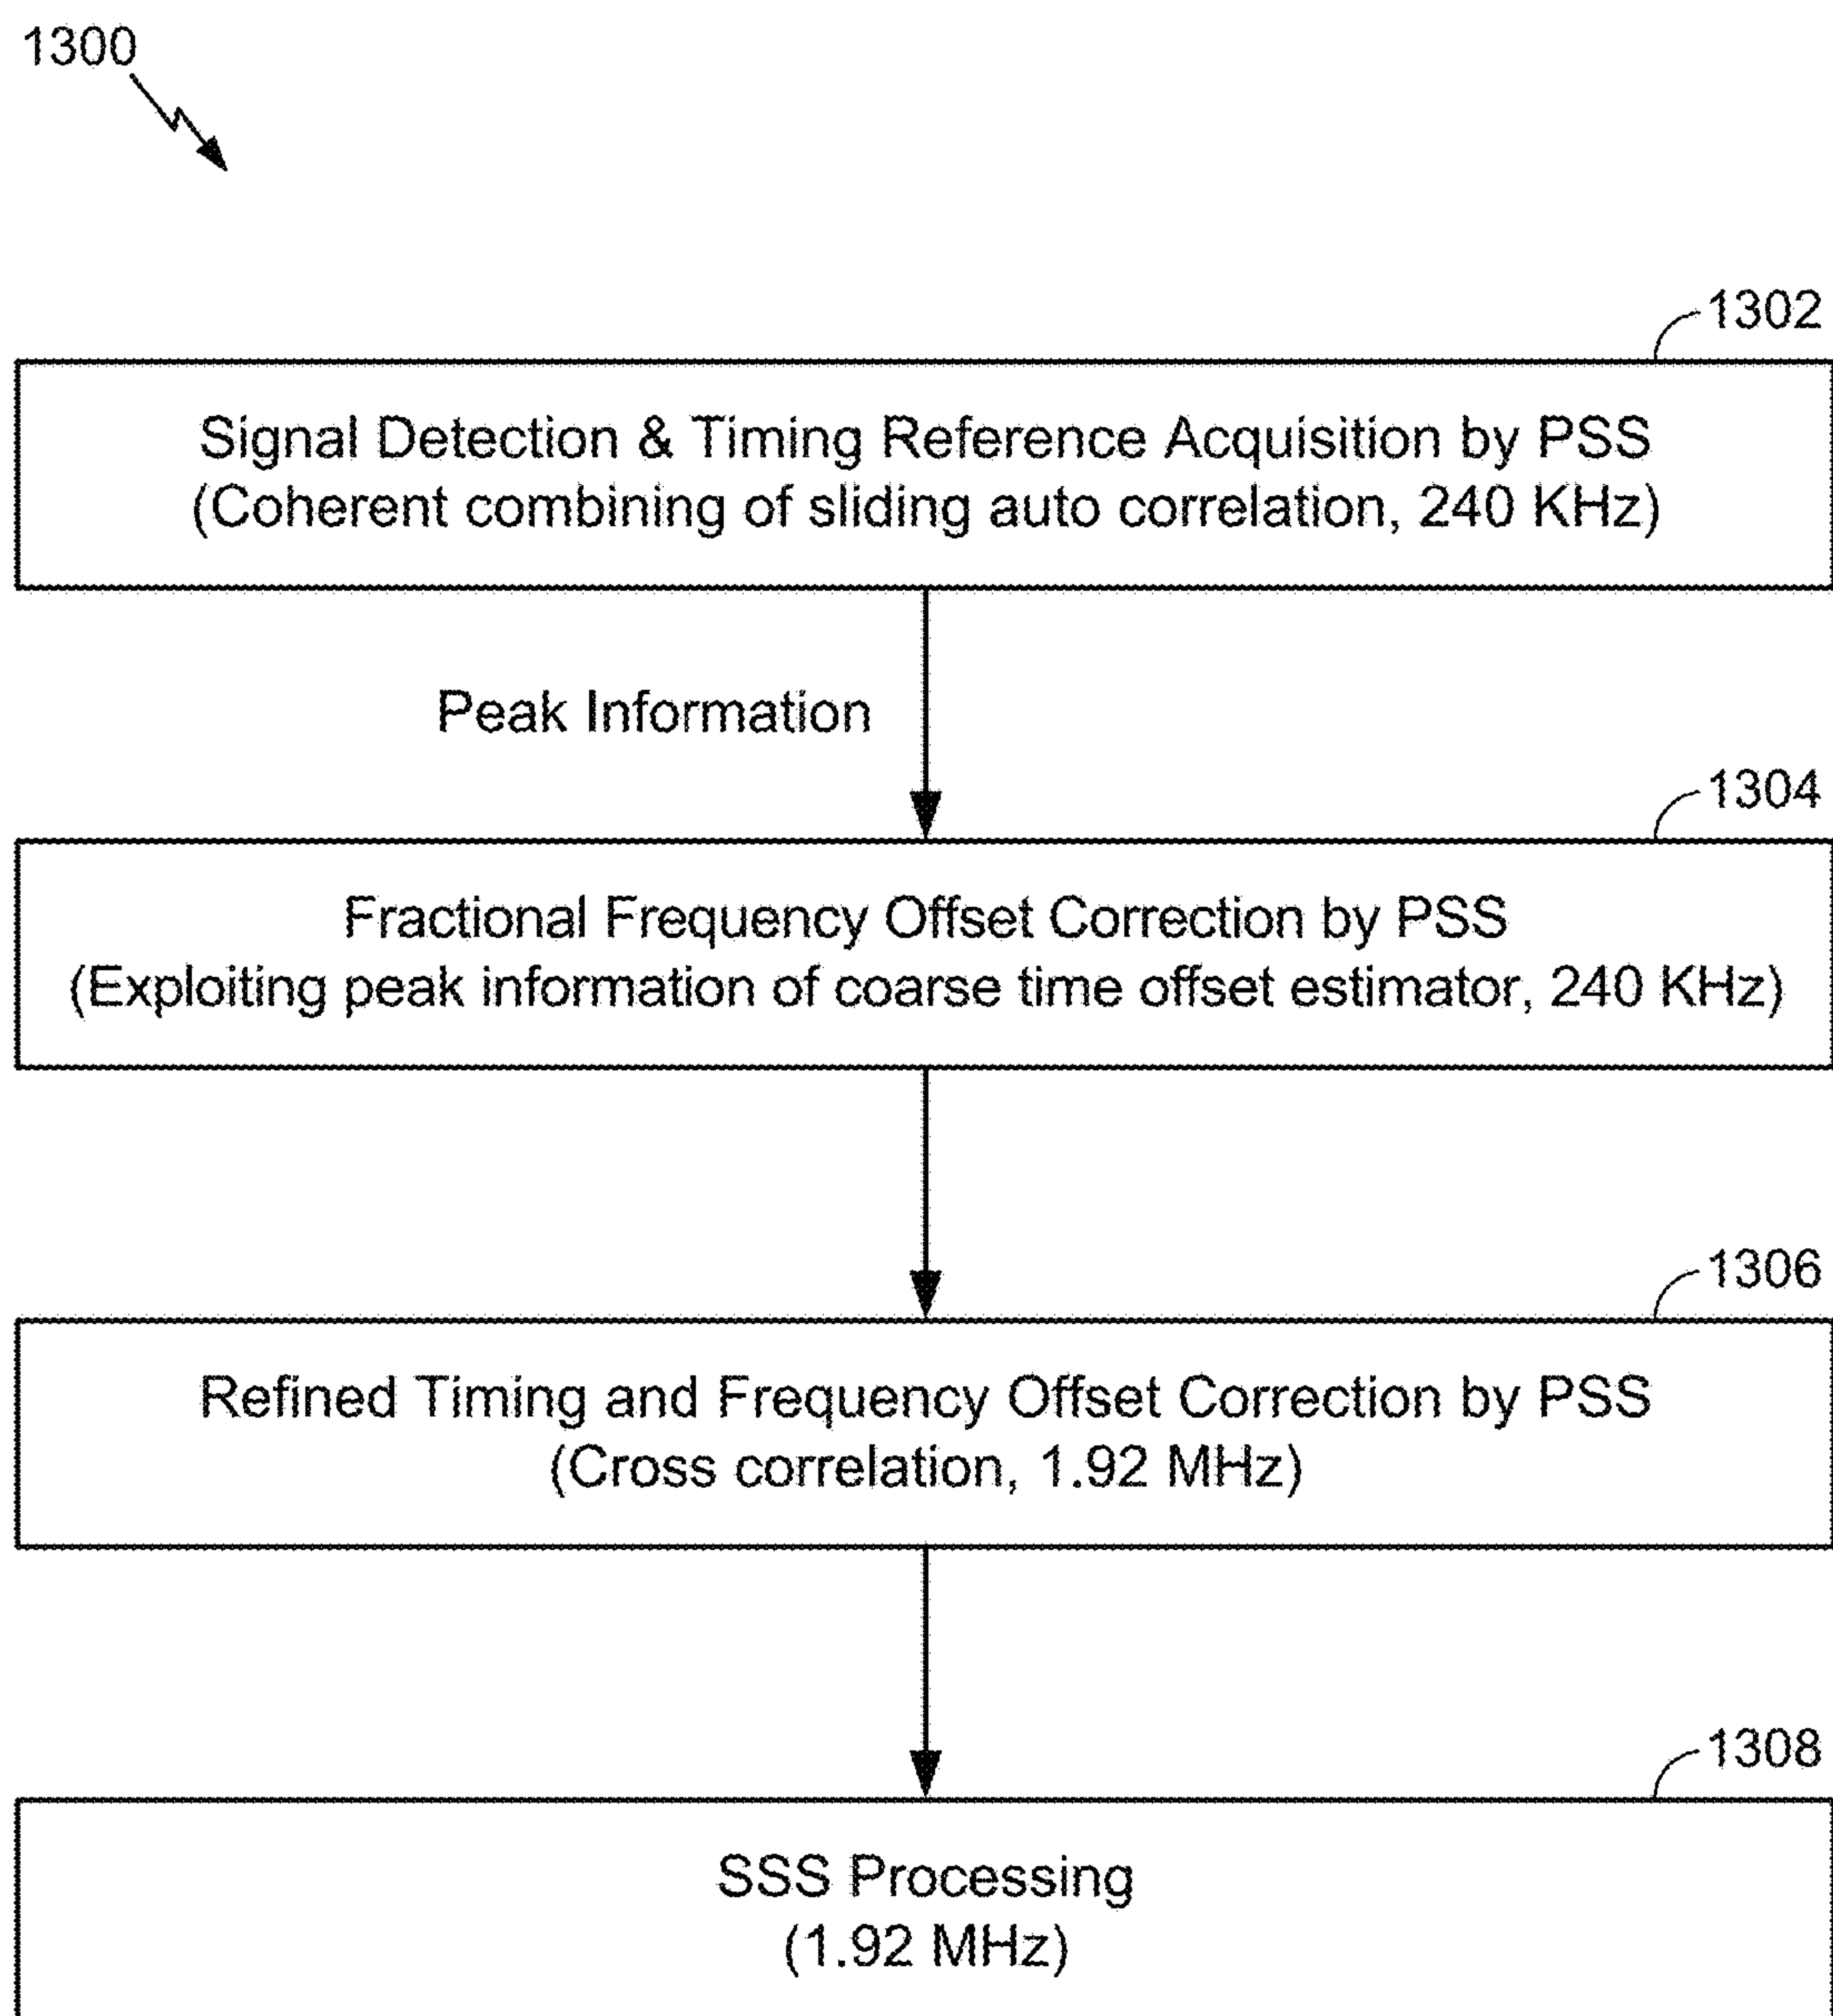 1300
1302
Signal Detection & Timing Reference Acquisition by PSS
(Coherent combining of sliding auto correlation, 240 KHz)
Peak Information
1304
Fractional Frequency Offset Correction by PSS
(Exploiting peak information of coarse time offset estimator, 240 KHz)
1306
Refined Timing and Frequency Offset Correction by PSS
(Cross correlation, 1.92 MHz)
1308
SSS Processing
(1.92 MHz)